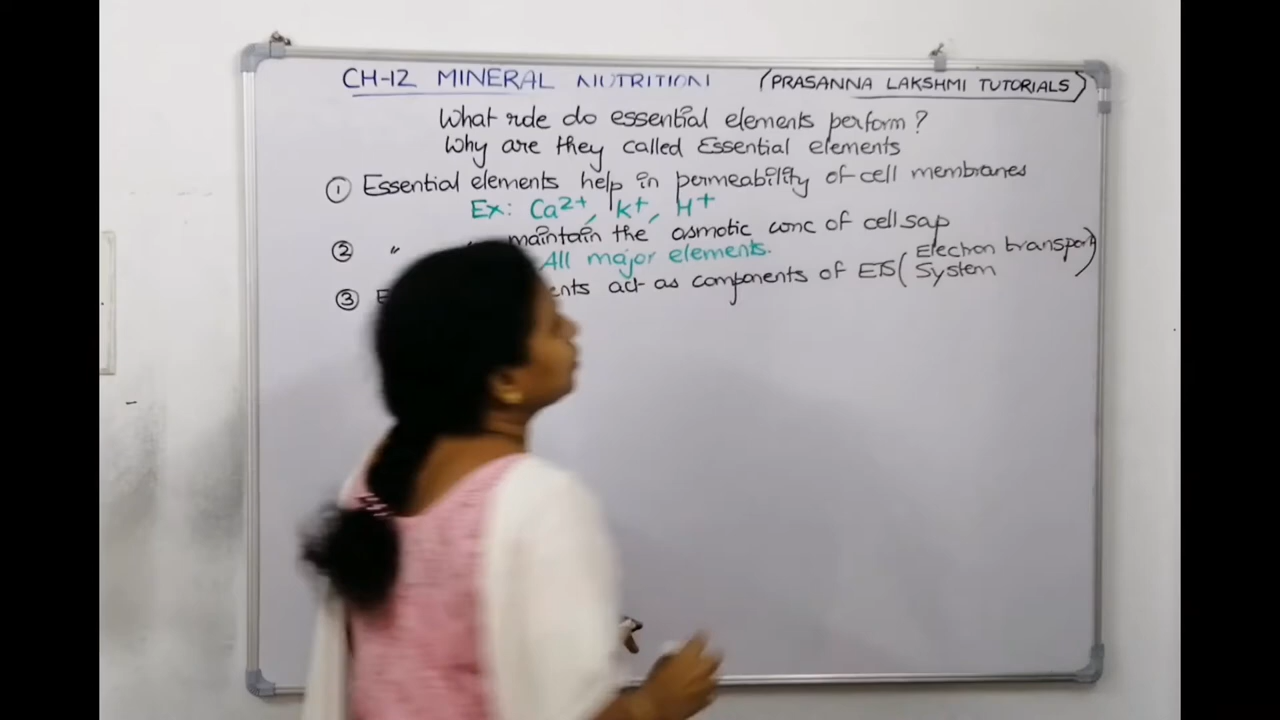 CH-12 MINERAL NUTRITION (PRASANNA LAKSHMI TUTORIALS)
What role do essential elements perform?
Why are they called Essential elements
① Essential elements help in permeability of cell membranes
Ex: Ca2+, K+, H+
② " maintain the osmotic conc of cell sap
All major elements.
③ act as components of ETS (Electron transport
System)